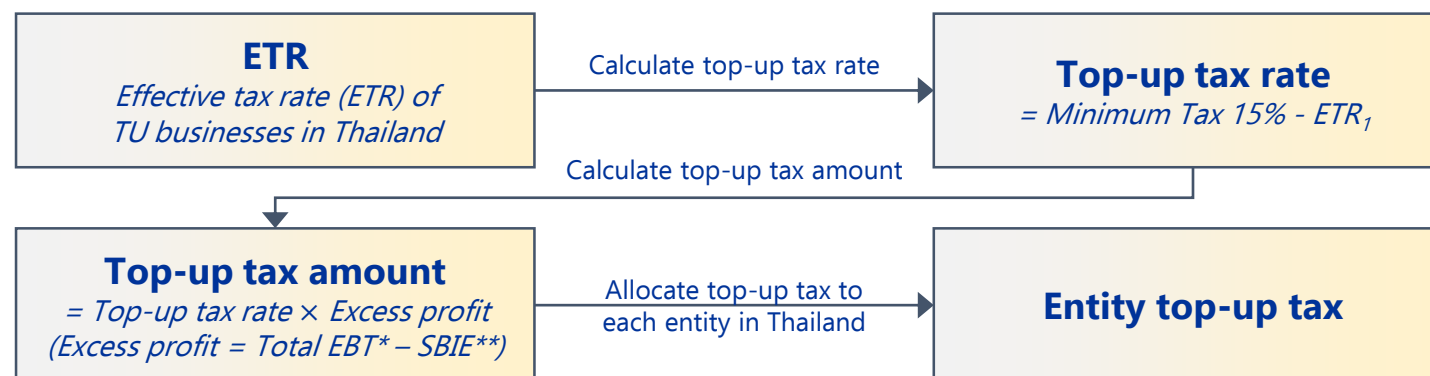 ETR
Effective tax rate (ETR) of
TU businesses in Thailand
Calculate top-up tax rate
Top-up tax rate
= Minimum Tax 15% - ETR₁
Calculate top-up tax amount
Top-up tax amount
= Top-up tax rate × Excess profit
(Excess profit = Total EBT* – SBIE**)
Allocate top-up tax to
each entity in Thailand
Entity top-up tax